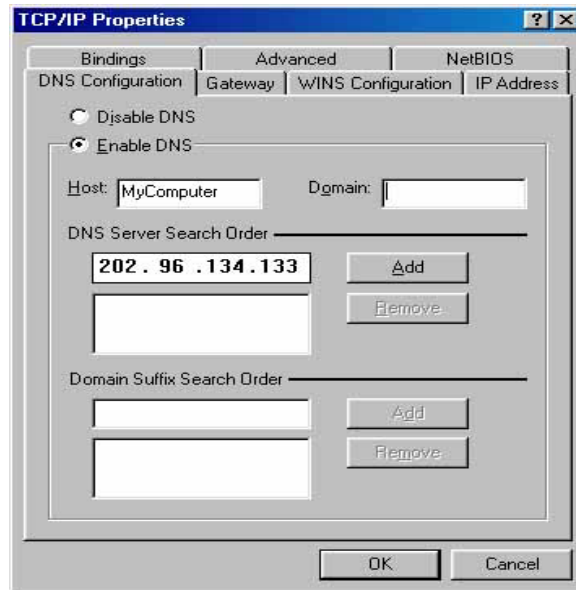 TCP/IP Properties
? ×
Bindings Advanced NetBIOS
DNS Configuration Gateway WINS Configuration IP Address
Disable DNS
Enable DNS
Host: MyComputer Domain:
DNS Server Search Order
202. 96 .134.133 Add
Remove
Domain Suffix Search Order
Add
Remove
OK Cancel